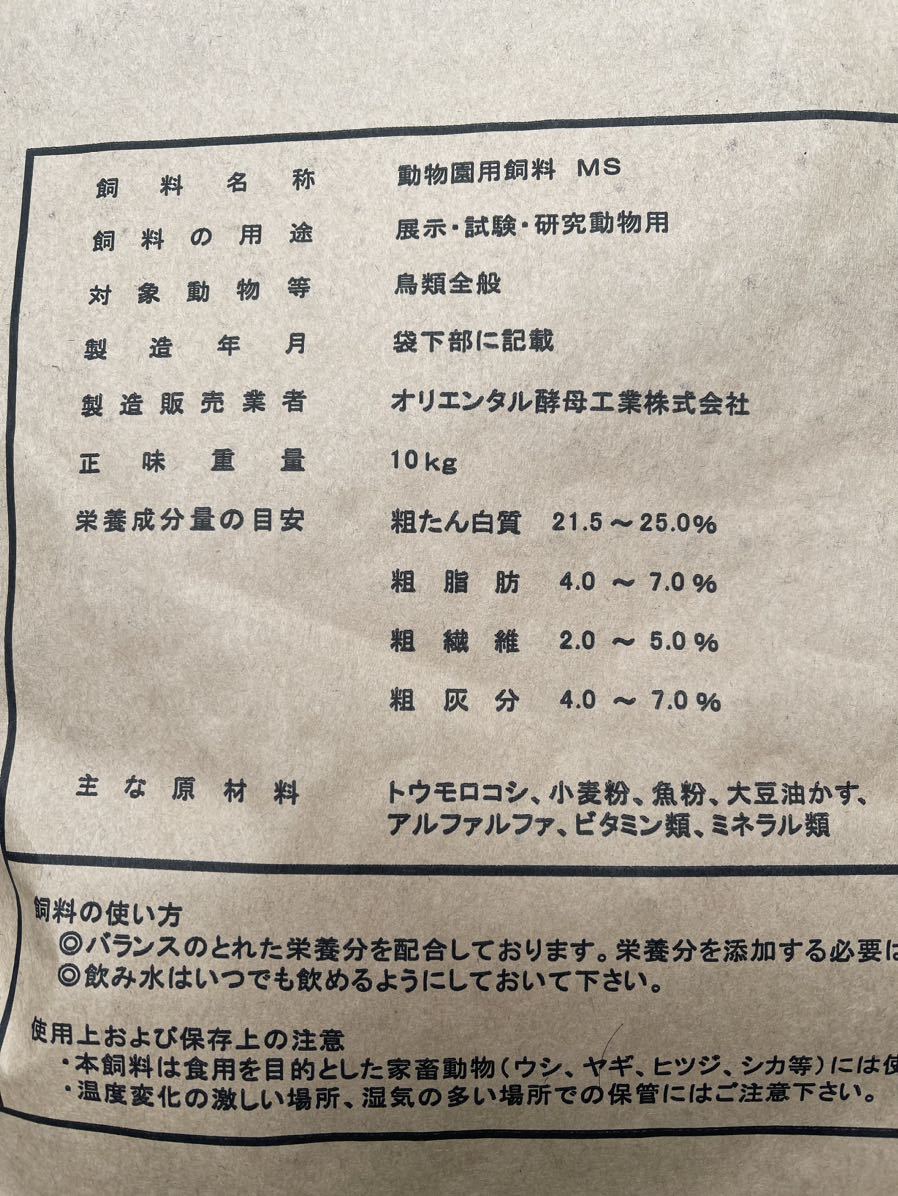 飼料名称 動物園用飼料 MS
飼料の用途 展示・試験・研究動物用
対象動物等 鳥類全般
製造年月 袋下部に記載
製造販売業者 オリエンタル酵母工業株式会社
正味重量 10kg
栄養成分量の目安 粗たん白質 21.5～25.0%
粗脂肪 4.0～7.0%
粗繊維 2.0～5.0%
粗灰分 4.0～7.0%
主な原材料 トウモロコシ、小麦粉、魚粉、大豆油かす、
アルファルファ、ビタミン類、ミネラル類
飼料の使い方
◎バランスのとれた栄養分を配合しております。栄養分を添加する必要は
◎飲み水はいつでも飲めるようにしておいて下さい。
使用上および保存上の注意
・本飼料は食用を目的とした家畜動物(ウシ、ヤギ、ヒツジ、シカ等)には使
・温度変化の激しい場所、湿気の多い場所での保管にはご注意下さい。